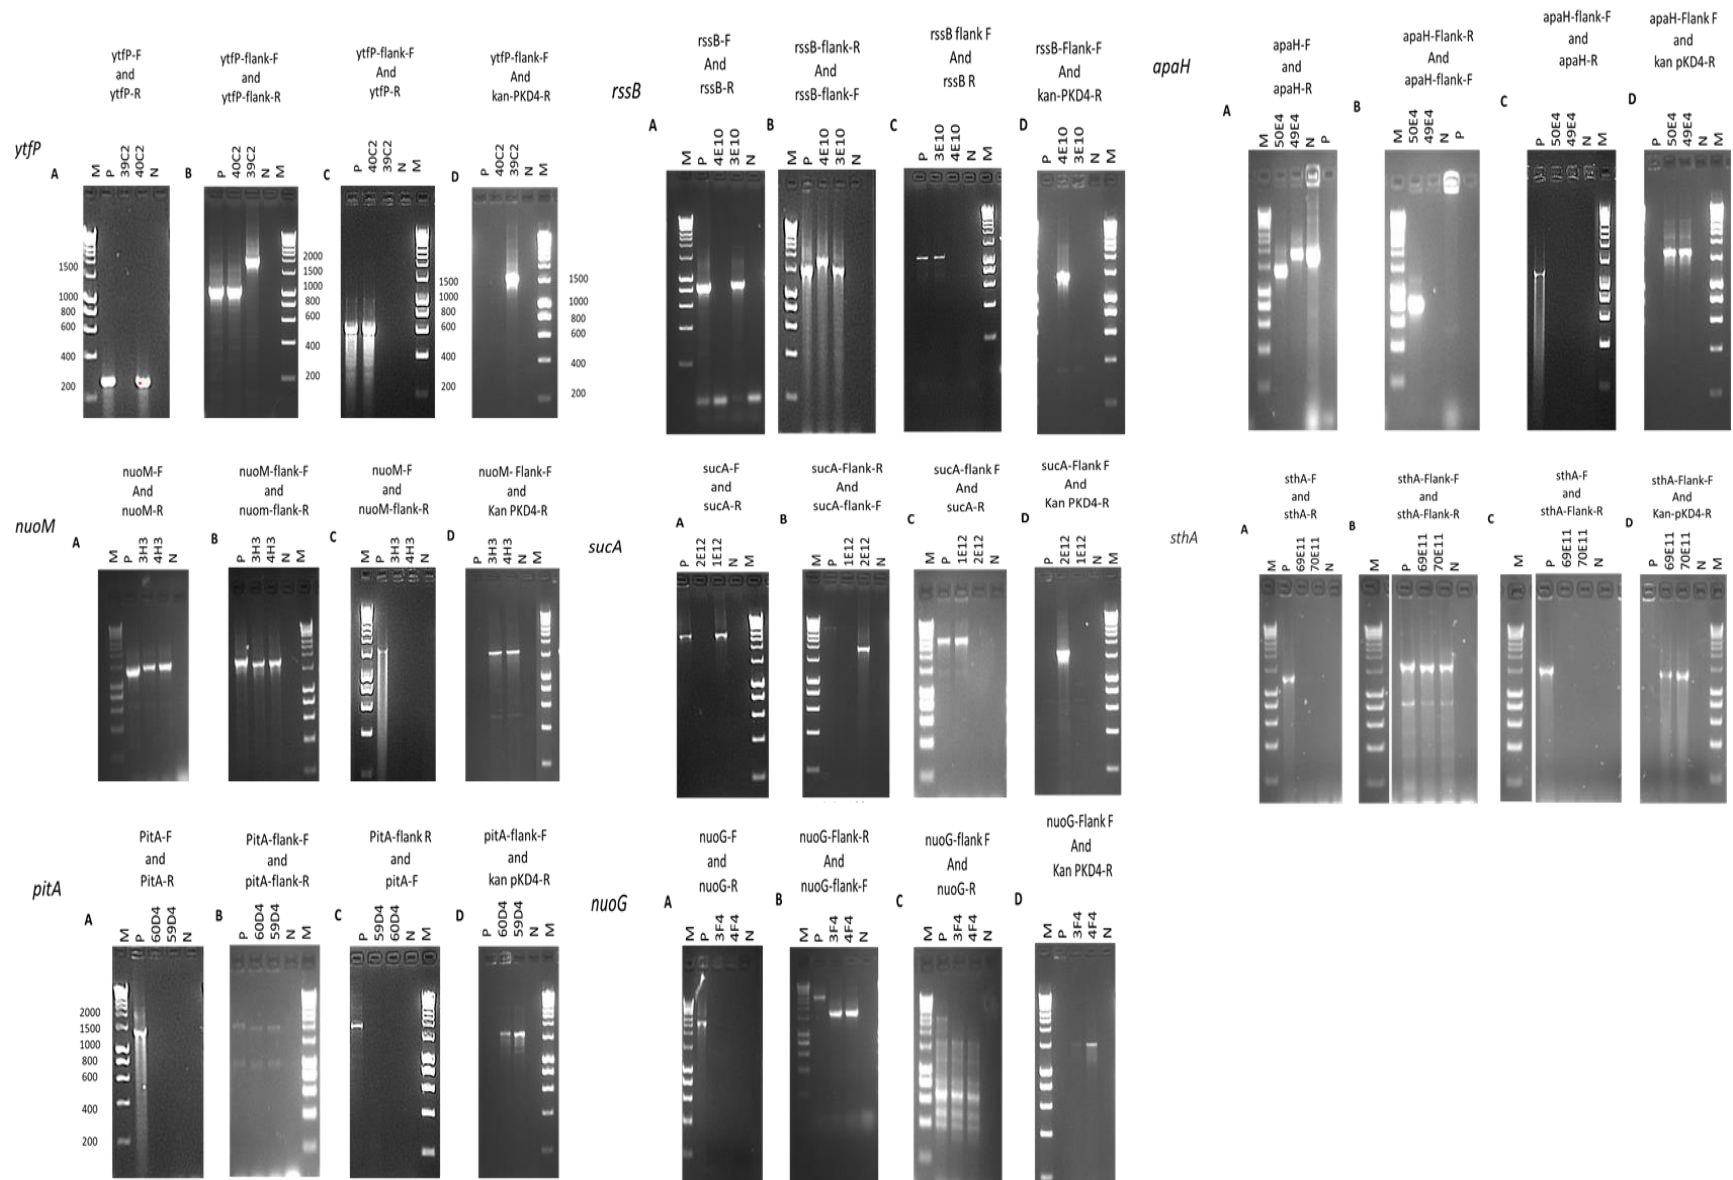 ytfP
ytfP-F
and
ytfP-R
A
M P 39C2 40C2 N
1500
1000
800
600
400
200
ytfP-flank-F
and
ytfP-flank-R
B
P 40C2 39C2 N M
2000
1500
1000
800
600
400
200
ytfP-flank-F
And
ytfP-R
C
P 40C2 39C2 N M
1500
1000
800
600
400
200
ytfP-flank-F
And
kan-PKD4-R
D
P 40C2 39C2 N M
1500
1000
800
600
400
200
rssB
rssB-F
And
rssB-R
A
M P 4E10 3E10 N
rssB-flank-R
And
rssB-flank-F
B
M P 4E10 3E10 N
rssB flank F
And
rssB R
C
P 3E10 4E10 N M
rssB-Flank-F
And
kan-PKD4-R
D
P 4E10 3E10 N M
apaH
apaH-F
and
apaH-R
A
M 50E4 49E4 N P
apaH-Flank-R
And
apaH-flank-F
B
M 50E4 49E4 N P
apaH-flank-F
and
apaH-R
C
P 50E4 49E4 N M
apaH-Flank F
and
kan pKD4-R
D
P 50E4 49E4 N M
nuoM
nuoM-F
And
nuoM-R
A
M P 3H3 4H3 N
nuoM-flank-F
and
nuom-flank-R
B
P 3H3 4H3 N M
nuoM-F
and
nuoM-flank-R
C
M P 3H3 4H3 N
nuoM- Flank-F
and
Kan PKD4-R
D
P 3H3 4H3 N M
sucA
sucA-F
and
sucA-R
A
P 2E12 1E12 N M
sucA-Flank-R
And
sucA-flank-F
B
M P 1E12 2E12 N
sucA-flank F
And
sucA-R
C
M P 1E12 2E12 N
sucA-Flank F
And
Kan PKD4-R
D
P 2E12 1E12 N M
sthA
sthA-F
and
sthA-R
A
M P 69E11 70E11 N
sthA-Flank-F
and
sthA-Flank-R
B
M P 69E11 70E11 N
sthA-F
and
sthA-Flank-R
C
M P 69E11 70E11 N
sthA-Flank-F
And
Kan-pKD4-R
D
P 69E11 70E11 N M
pitA
PitA-F
and
PitA-R
A
M P 60D4 59D4 N
2000
1500
1000
800
600
400
200
PitA-flank-F
and
pitA-flank-R
B
P 60D4 59D4 N M
PitA-flank R
and
pitA-F
C
P 59D4 60D4 N M
pitA-flank-F
and
kan pKD4-R
D
P 60D4 59D4 N M
nuoG
nuoG-F
and
nuoG-R
A
M P 3F4 4F4 N
nuoG-Flank-R
And
nuoG-flank-F
B
M P 3F4 4F4 N
nuoG-flank F
And
nuoG-R
C
M P 3F4 4F4 N
nuoG-Flank F
And
Kan PKD4-R
D
M P 3F4 4F4 N